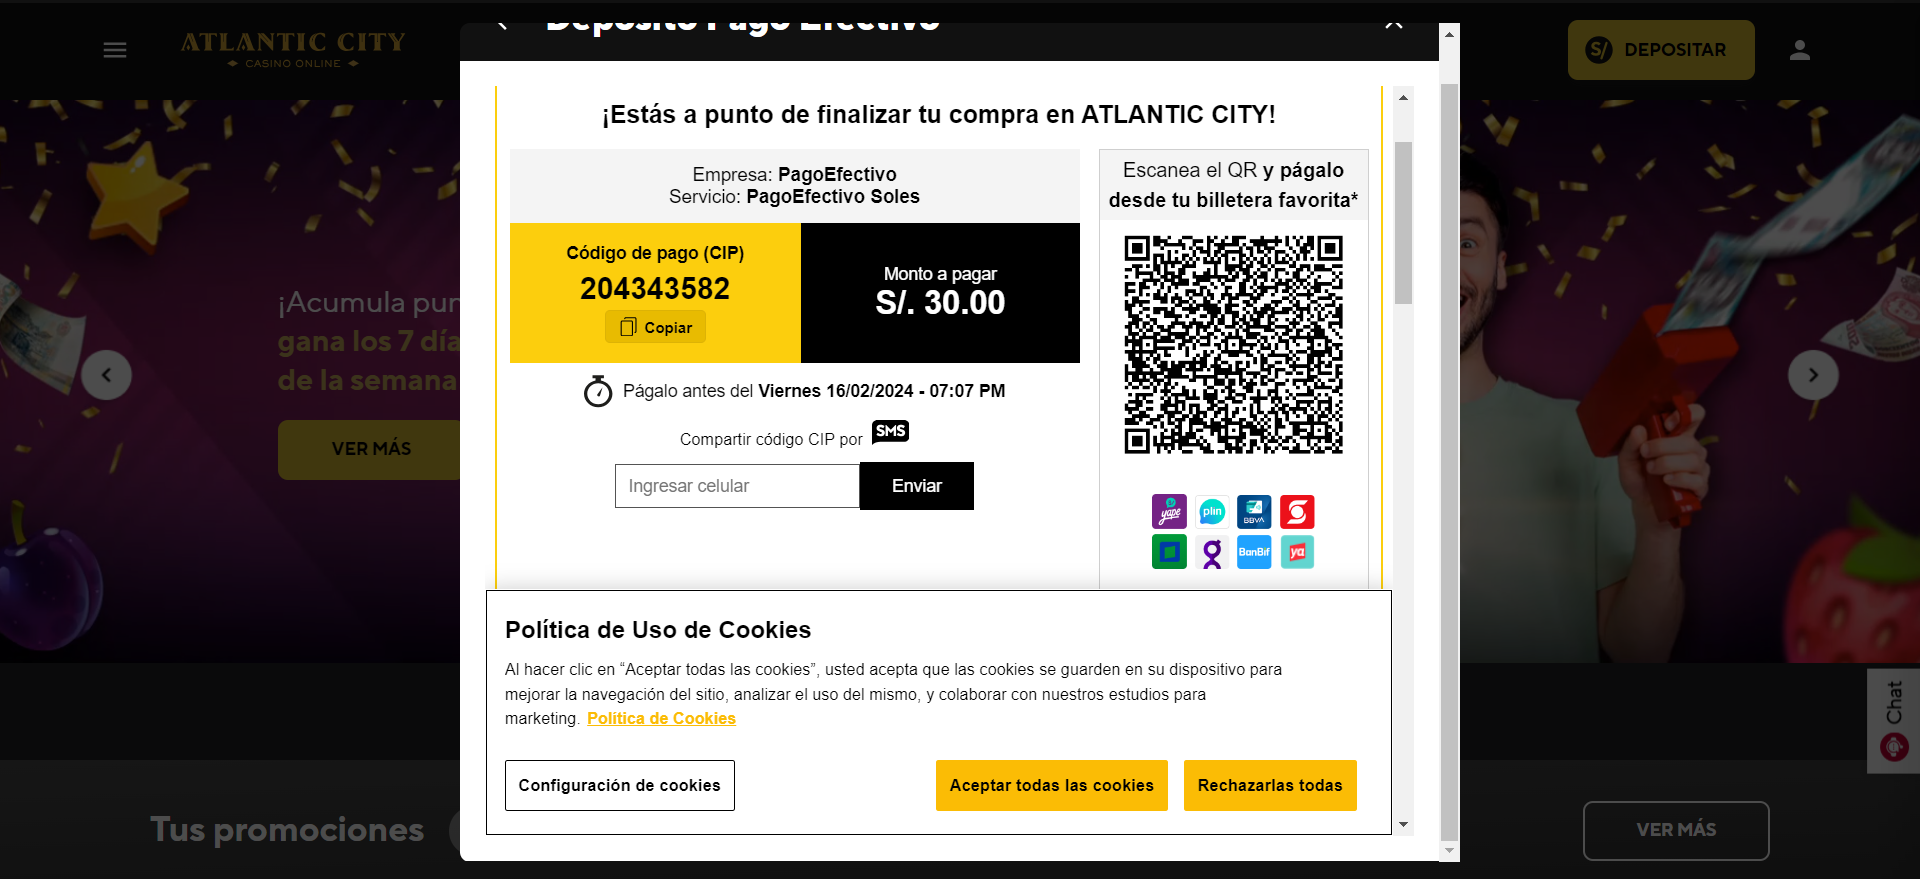 Depósito Pago Efectivo
ATLANTIC CITY
CASINO ONLINE
S/ DEPOSITAR
¡Estás a punto de finalizar tu compra en ATLANTIC CITY!
Empresa: PagoEfectivo
Servicio: PagoEfectivo Soles
Escanea el QR y págalo
desde tu billetera favorita*
Código de pago (CIP)
204343582
Copiar
Monto a pagar
S/. 30.00
¡Acumula pun
gana los 7 día
de la semana
VER MÁS
Págalo antes del Viernes 16/02/2024 - 07:07 PM
Compartir código CIP por SMS
Ingresar celular
Enviar
yape
plin
BBVA
BanBif
ya
Política de Uso de Cookies
Al hacer clic en “Aceptar todas las cookies”, usted acepta que las cookies se guarden en su dispositivo para
mejorar la navegación del sitio, analizar el uso del mismo, y colaborar con nuestros estudios para
marketing. Política de Cookies
Configuración de cookies
Aceptar todas las cookies
Rechazarlas todas
Chat
Tus promociones
VER MÁS